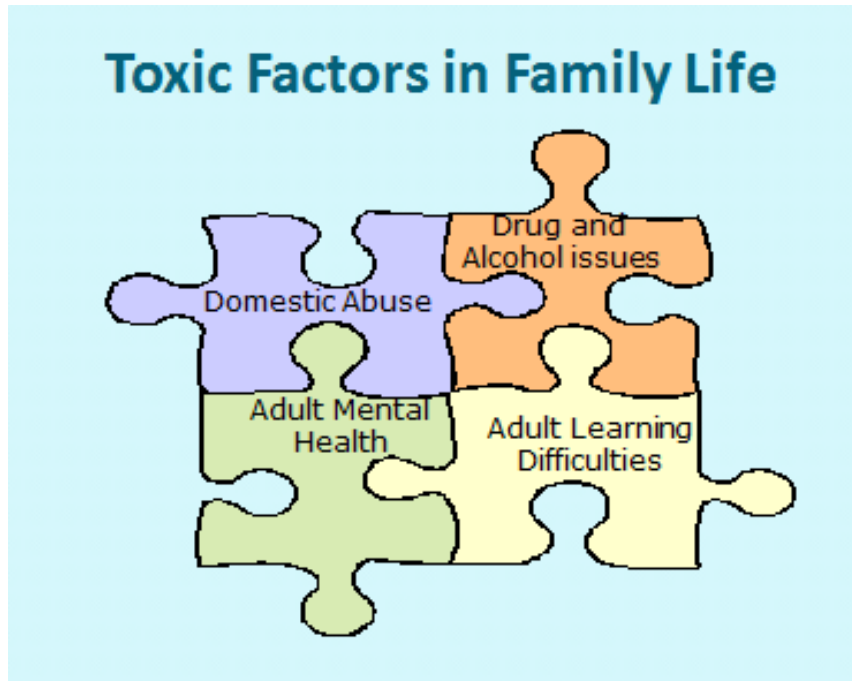 Toxic Factors in Family Life
Drug and
Alcohol issues
Domestic Abuse
Adult Mental
Health
Adult Learning
Difficulties